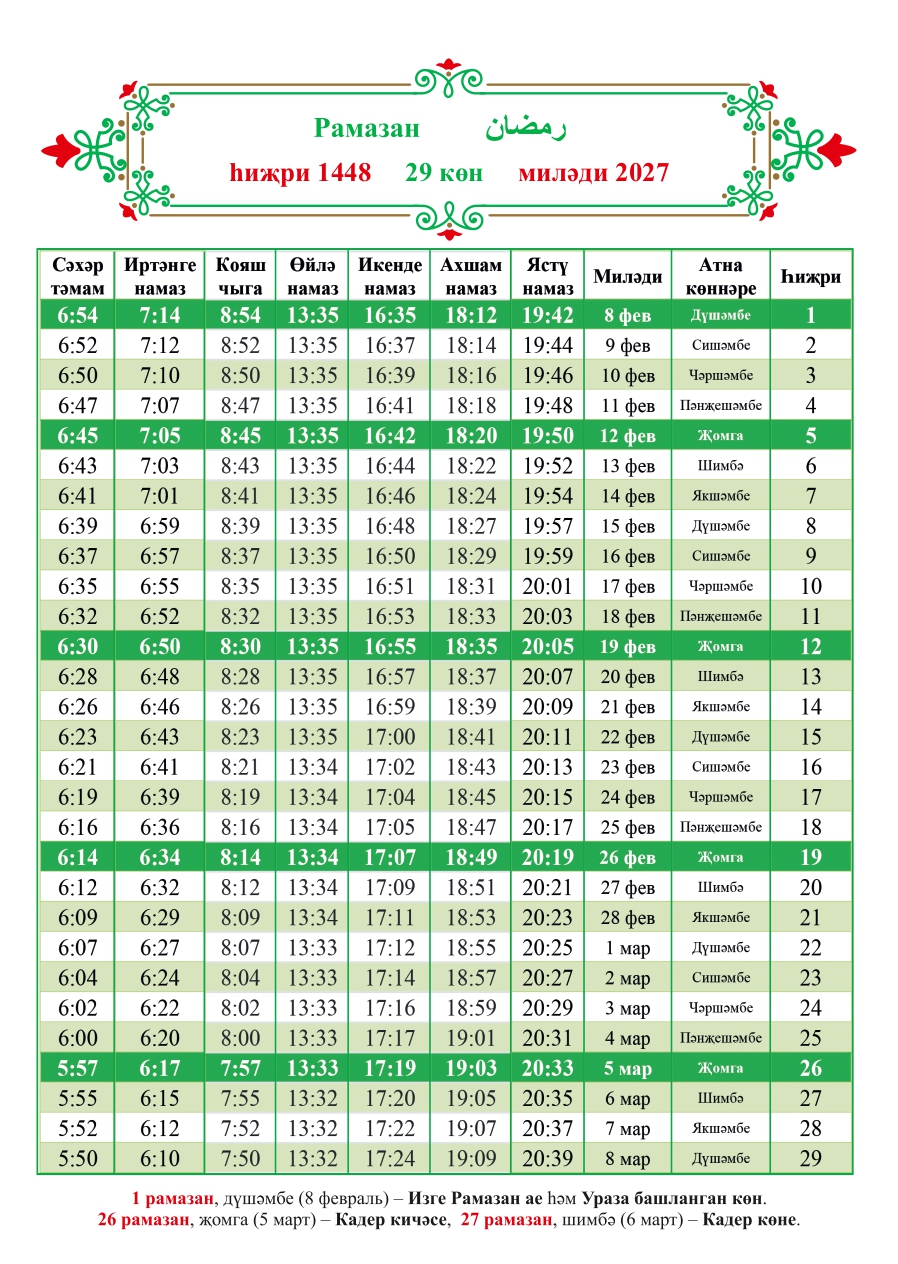 Рамазан رمضان
һиҗри 1448 29 көн миләди 2027
Сәхәр тәмам Иртәнге намаз Кояш чыга Өйлә намаз Икенде намаз Ахшам намаз Ястү намаз Миләди Атна көннәре Һиҗри
6:54 7:14 8:54 13:35 16:35 18:12 19:42 8 фев Дүшәмбе 1
6:52 7:12 8:52 13:35 16:37 18:14 19:44 9 фев Сишәмбе 2
6:50 7:10 8:50 13:35 16:39 18:16 19:46 10 фев Чәршәмбе 3
6:47 7:07 8:47 13:35 16:41 18:18 19:48 11 фев Пәнҗешәмбе 4
6:45 7:05 8:45 13:35 16:42 18:20 19:50 12 фев Җомга 5
6:43 7:03 8:43 13:35 16:44 18:22 19:52 13 фев Шимбә 6
6:41 7:01 8:41 13:35 16:46 18:24 19:54 14 фев Якшәмбе 7
6:39 6:59 8:39 13:35 16:48 18:27 19:57 15 фев Дүшәмбе 8
6:37 6:57 8:37 13:35 16:50 18:29 19:59 16 фев Сишәмбе 9
6:35 6:55 8:35 13:35 16:51 18:31 20:01 17 фев Чәршәмбе 10
6:32 6:52 8:32 13:35 16:53 18:33 20:03 18 фев Пәнҗешәмбе 11
6:30 6:50 8:30 13:35 16:55 18:35 20:05 19 фев Җомга 12
6:28 6:48 8:28 13:35 16:57 18:37 20:07 20 фев Шимбә 13
6:26 6:46 8:26 13:35 16:59 18:39 20:09 21 фев Якшәмбе 14
6:23 6:43 8:23 13:35 17:00 18:41 20:11 22 фев Дүшәмбе 15
6:21 6:41 8:21 13:34 17:02 18:43 20:13 23 фев Сишәмбе 16
6:19 6:39 8:19 13:34 17:04 18:45 20:15 24 фев Чәршәмбе 17
6:16 6:36 8:16 13:34 17:05 18:47 20:17 25 фев Пәнҗешәмбе 18
6:14 6:34 8:14 13:34 17:07 18:49 20:19 26 фев Җомга 19
6:12 6:32 8:12 13:34 17:09 18:51 20:21 27 фев Шимбә 20
6:09 6:29 8:09 13:34 17:11 18:53 20:23 28 фев Якшәмбе 21
6:07 6:27 8:07 13:33 17:12 18:55 20:25 1 мар Дүшәмбе 22
6:04 6:24 8:04 13:33 17:14 18:57 20:27 2 мар Сишәмбе 23
6:02 6:22 8:02 13:33 17:16 18:59 20:29 3 мар Чәршәмбе 24
6:00 6:20 8:00 13:33 17:17 19:01 20:31 4 мар Пәнҗешәмбе 25
5:57 6:17 7:57 13:33 17:19 19:03 20:33 5 мар Җомга 26
5:55 6:15 7:55 13:32 17:20 19:05 20:35 6 мар Шимбә 27
5:52 6:12 7:52 13:32 17:22 19:07 20:37 7 мар Якшәмбе 28
5:50 6:10 7:50 13:32 17:24 19:09 20:39 8 мар Дүшәмбе 29
1 рамазан, дүшәмбе (8 февраль) – Изге Рамазан ае һәм Ураза башланган көн.
26 рамазан, җомга (5 март) – Кадер кичәсе, 27 рамазан, шимбә (6 март) – Кадер көне.